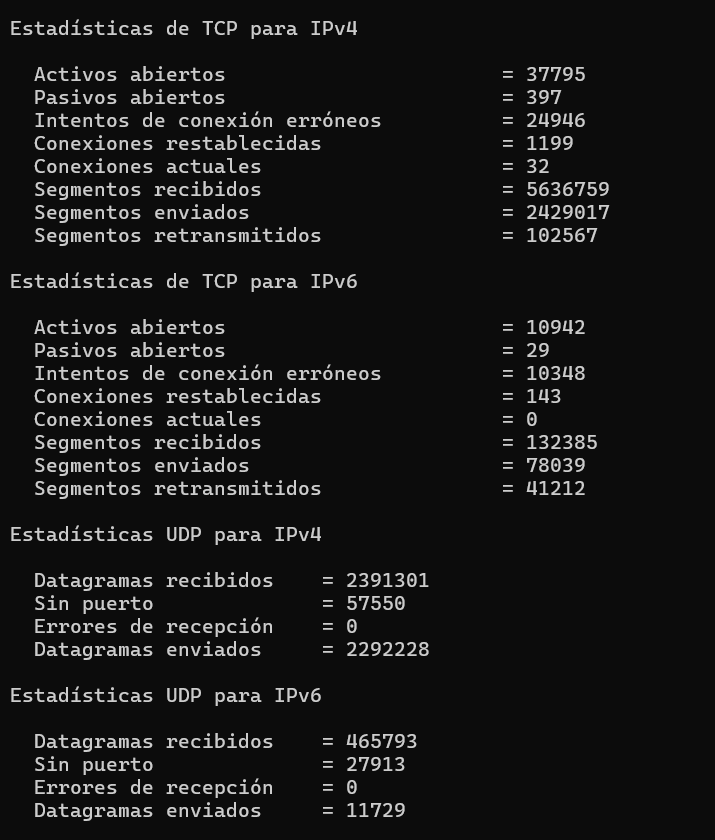 Estadísticas de TCP para IPv4
Activos abiertos = 37795
Pasivos abiertos = 397
Intentos de conexión erróneos = 24946
Conexiones restablecidas = 1199
Conexiones actuales = 32
Segmentos recibidos = 5636759
Segmentos enviados = 2429017
Segmentos retransmitidos = 102567
Estadísticas de TCP para IPv6
Activos abiertos = 10942
Pasivos abiertos = 29
Intentos de conexión erróneos = 10348
Conexiones restablecidas = 143
Conexiones actuales = 0
Segmentos recibidos = 132385
Segmentos enviados = 78039
Segmentos retransmitidos = 41212
Estadísticas UDP para IPv4
Datagramas recibidos = 2391301
Sin puerto = 57550
Errores de recepción = 0
Datagramas enviados = 2292228
Estadísticas UDP para IPv6
Datagramas recibidos = 465793
Sin puerto = 27913
Errores de recepción = 0
Datagramas enviados = 11729